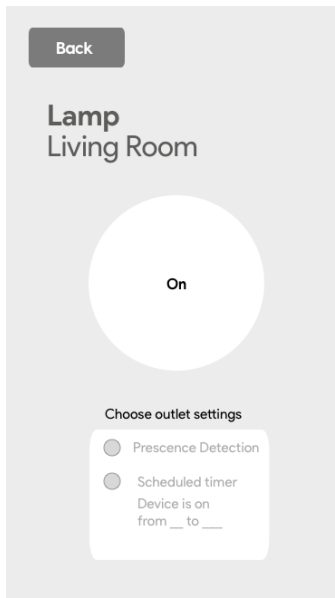 Back
Lamp
Living Room
On
Choose outlet settings
Prescence Detection
Scheduled timer
Device is on
from __ to ___